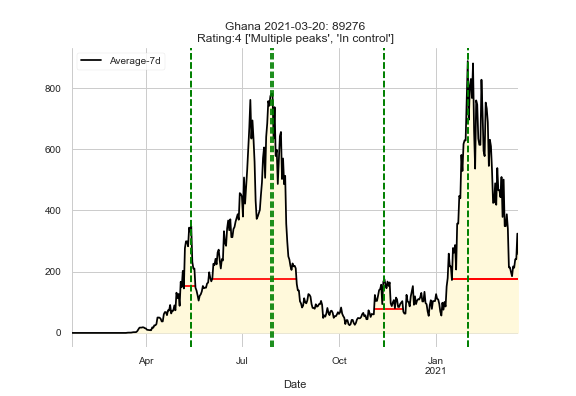 Ghana 2021-03-20: 89276
Rating:4 ['Multiple peaks', 'In control']
Average-7d
800
600
400
200
0
Apr
Jul
Oct
Jan
2021
Date